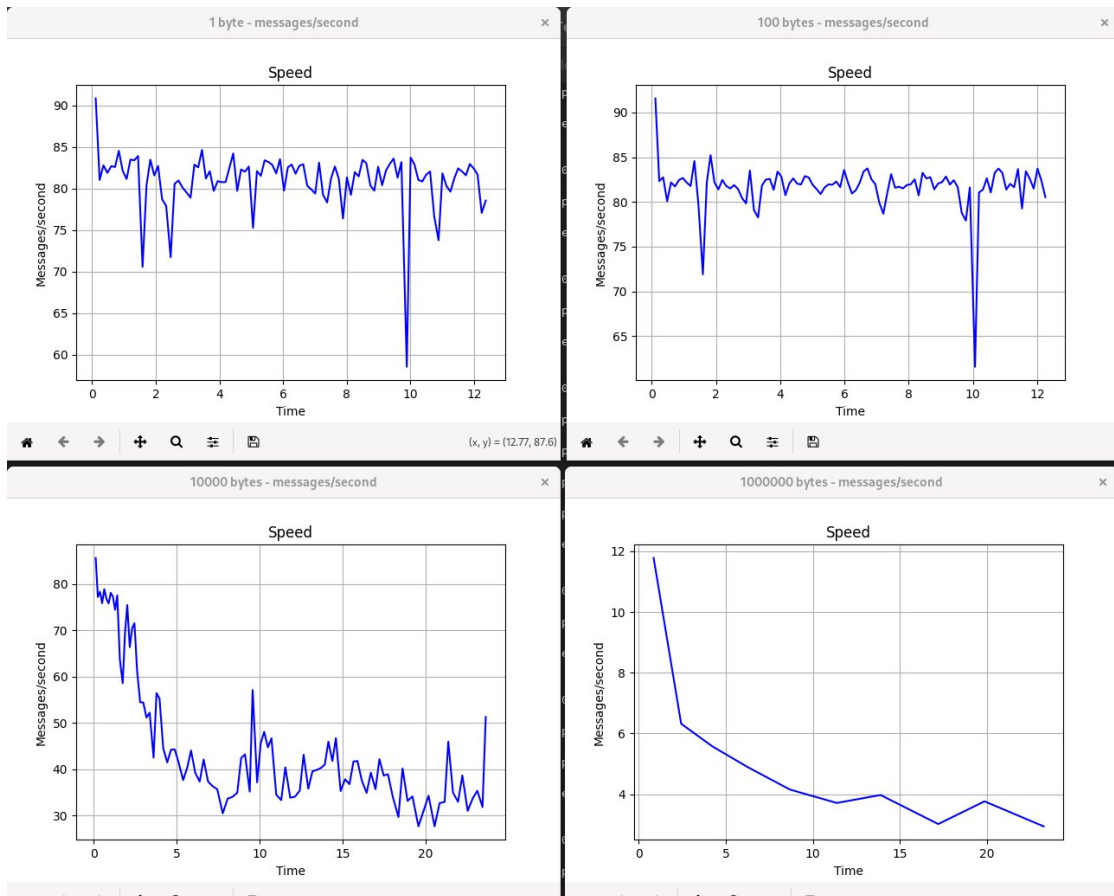 1 byte - messages/second ×
Speed
Messages/second
90
85
80
75
70
65
60
0 2 4 6 8 10 12
Time
(x, y) = (12.77, 87.6)
100 bytes - messages/second ×
Speed
Messages/second
90
85
80
75
70
65
0 2 4 6 8 10 12
Time
10000 bytes - messages/second ×
Speed
Messages/second
80
70
60
50
40
30
0 5 10 15 20
Time
1000000 bytes - messages/second ×
Speed
Messages/second
12
10
8
6
4
0 5 10 15 20
Time